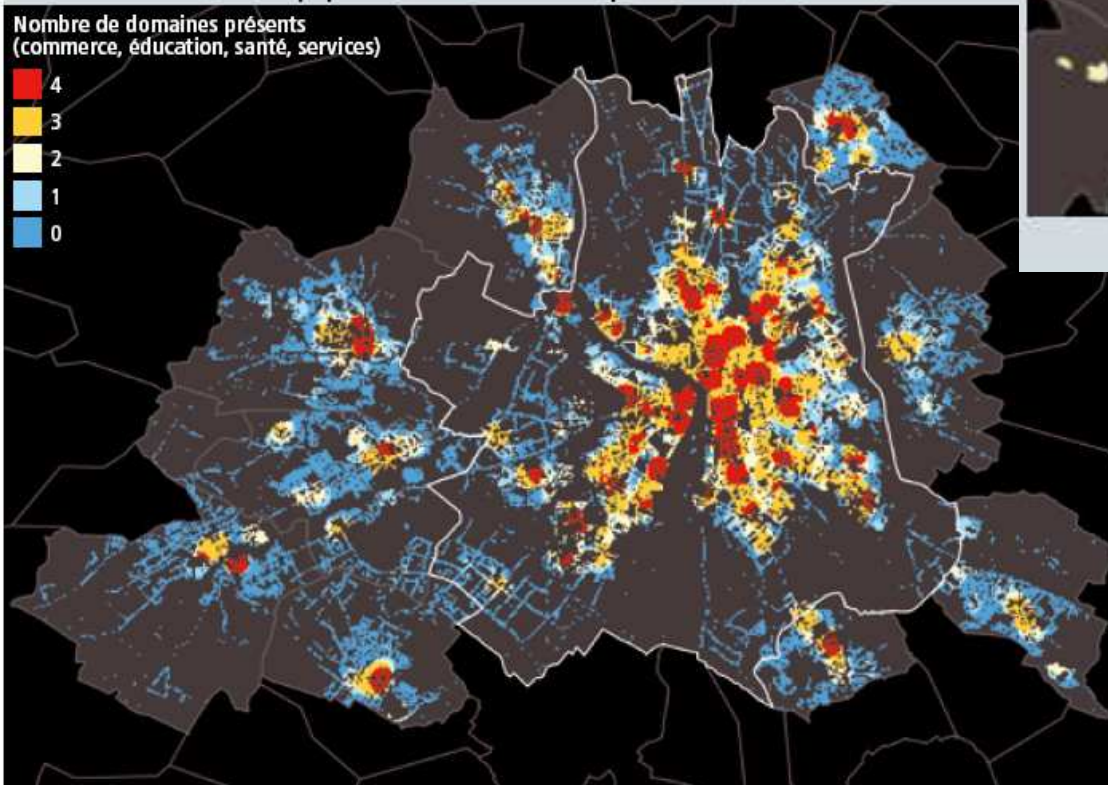 Nombre de domaines présents
(commerce, éducation, santé, services)
4
3
2
1
0